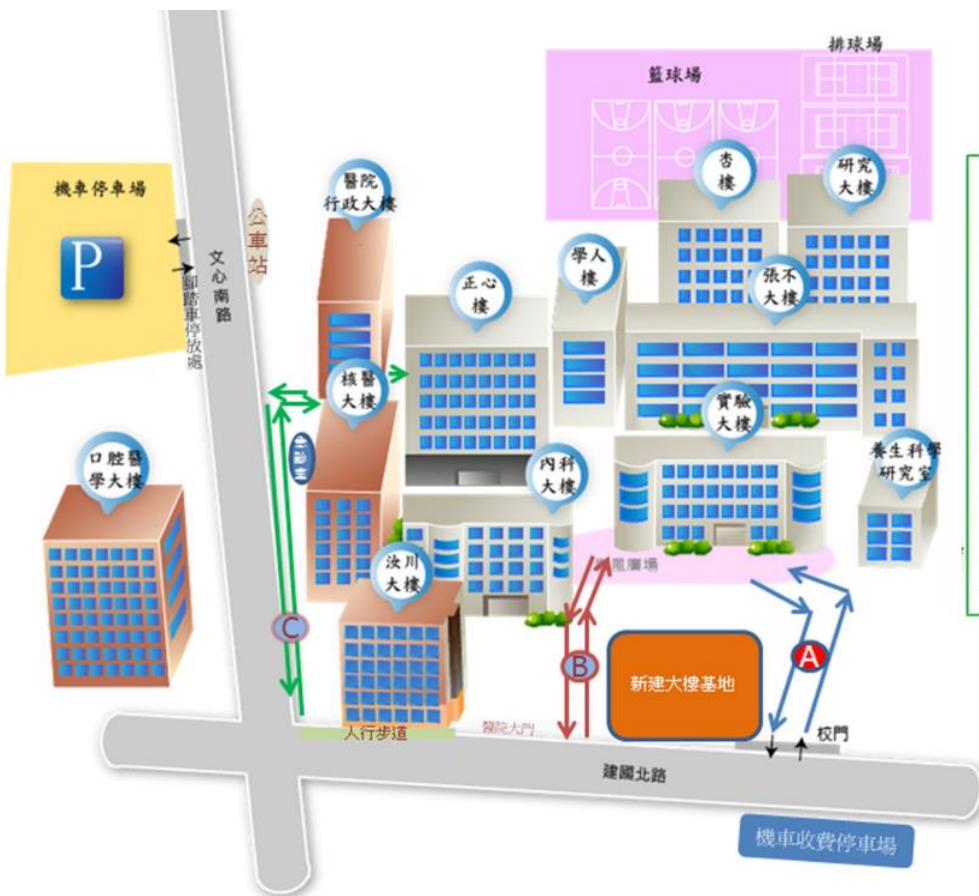 排球場
籃球場
杏
樓
研究
大樓
醫院
行政大樓
機車停車場
P
公車站
文心南路
腳踏車停放處
學人
樓
正心
樓
張不
大樓
核醫
大樓
實驗
大樓
口腔醫
學大樓
內科
大樓
養生科學
研究室
汝川
大樓
廣場
C
B
A
新建大樓基地
人行步道
醫院大門
校門
建國北路
機車收費停車場